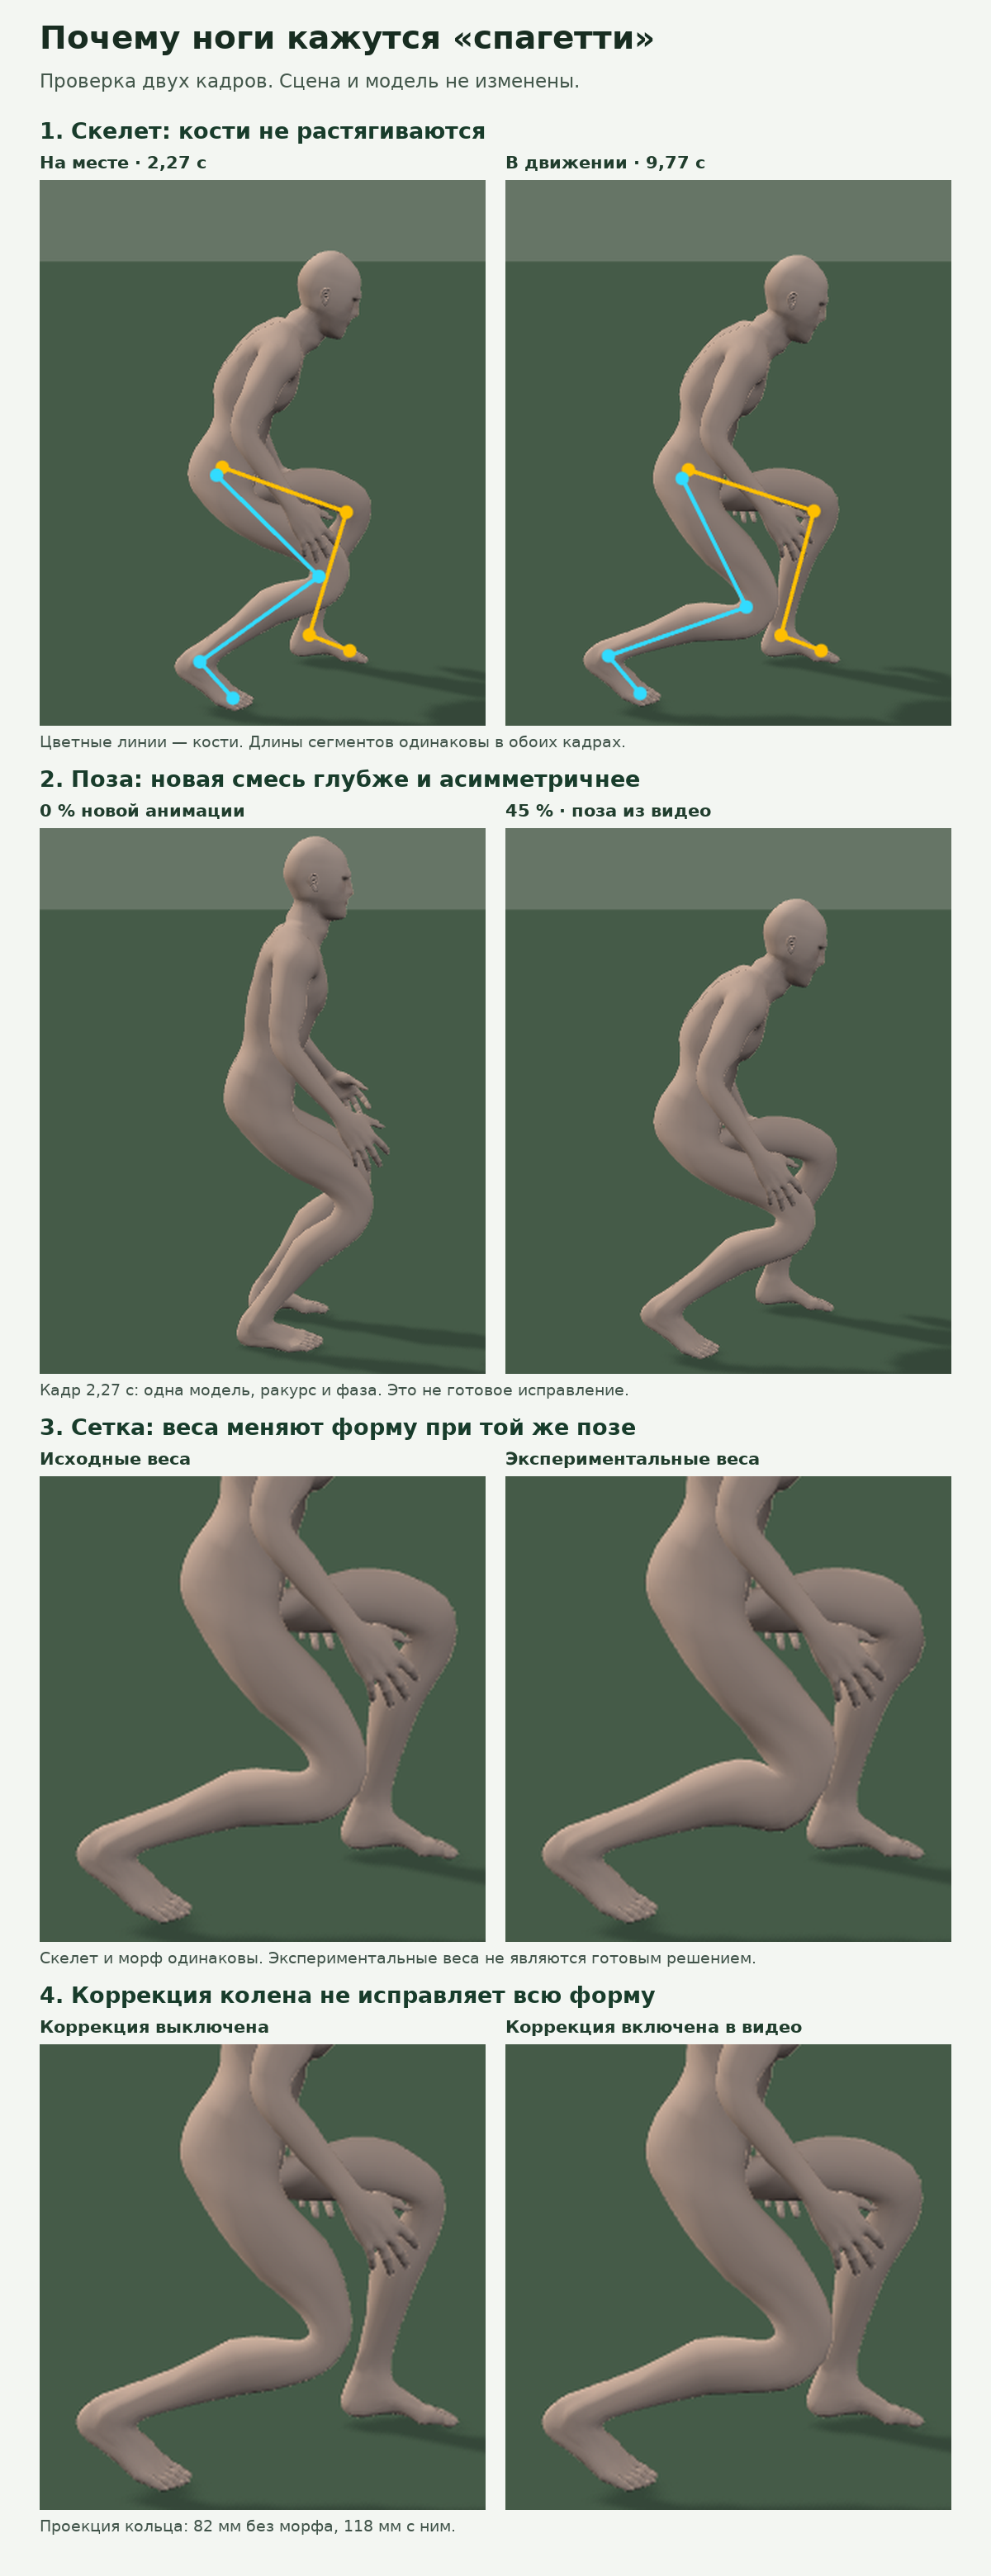 Почему ноги кажутся «спагетти»
Проверка двух кадров. Сцена и модель не изменены.
1. Скелет: кости не растягиваются
На месте · 2,27 с
В движении · 9,77 с
Цветные линии — кости. Длины сегментов одинаковы в обоих кадрах.
2. Поза: новая смесь глубже и асимметричнее
0 % новой анимации
45 % · поза из видео
Кадр 2,27 с: одна модель, ракурс и фаза. Это не готовое исправление.
3. Сетка: веса меняют форму при той же позе
Исходные веса
Экспериментальные веса
Скелет и морф одинаковы. Экспериментальные веса не являются готовым решением.
4. Коррекция колена не исправляет всю форму
Коррекция выключена
Коррекция включена в видео
Проекция кольца: 82 мм без морфа, 118 мм с ним.